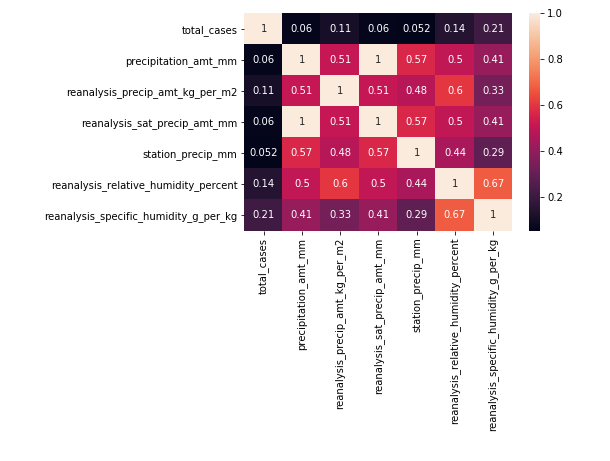 total_cases 1 0.06 0.11 0.06 0.052 0.14 0.21
precipitation_amt_mm 0.06 1 0.51 1 0.57 0.5 0.41
reanalysis_precip_amt_kg_per_m2 0.11 0.51 1 0.51 0.48 0.6 0.33
reanalysis_sat_precip_amt_mm 0.06 1 0.51 1 0.57 0.5 0.41
station_precip_mm 0.052 0.57 0.48 0.57 1 0.44 0.29
reanalysis_relative_humidity_percent 0.14 0.5 0.6 0.5 0.44 1 0.67
reanalysis_specific_humidity_g_per_kg 0.21 0.41 0.33 0.41 0.29 0.67 1
total_cases
precipitation_amt_mm
reanalysis_precip_amt_kg_per_m2
reanalysis_sat_precip_amt_mm
station_precip_mm
reanalysis_relative_humidity_percent
reanalysis_specific_humidity_g_per_kg
1.0
0.8
0.6
0.4
0.2